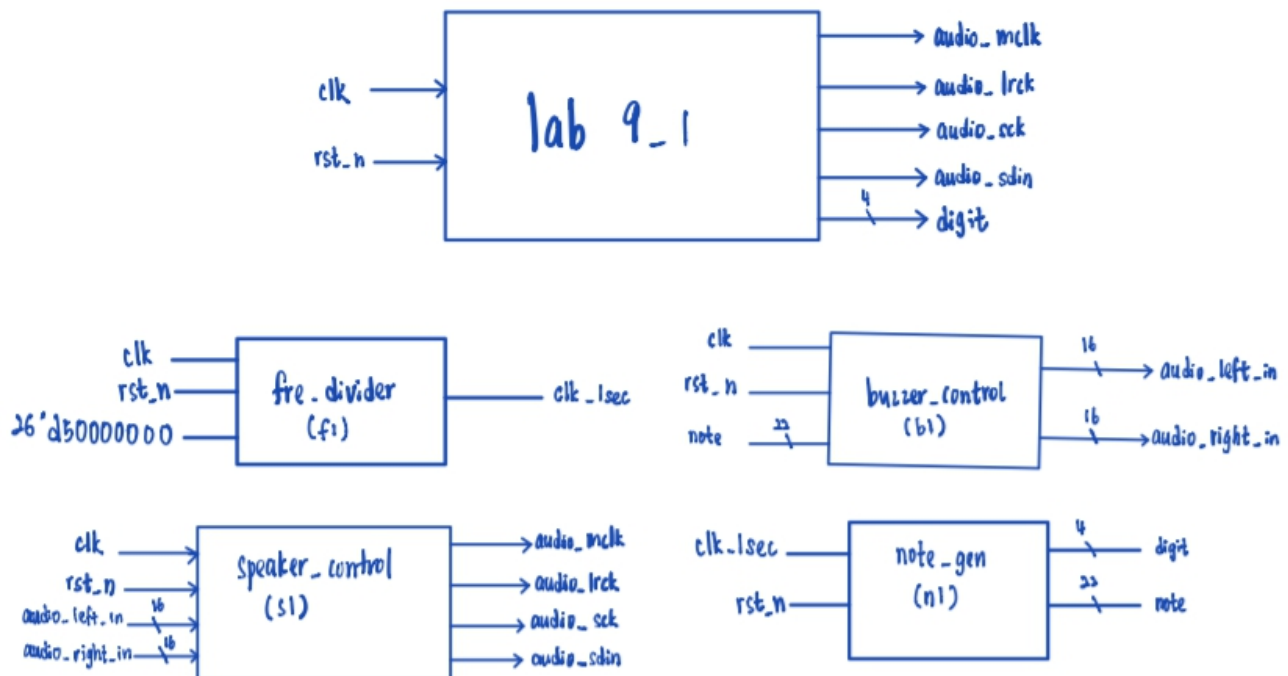 lab 9_1
clk
rst_n
audio_mclk
audio_lrck
audio_sck
audio_sdin
4
digit
fre_divider
(f1)
clk
rst_n
26'd50000000
clk_1sec
buzzer_control
(b1)
clk
rst_n
note
22
16
audio_left_in
16
audio_right_in
speaker_control
(s1)
clk
rst_n
audio_left_in
16
audio_right_in
16
audio_mclk
audio_lrck
audio_sck
audio_sdin
note_gen
(n1)
clk_1sec
rst_n
4
digit
22
note